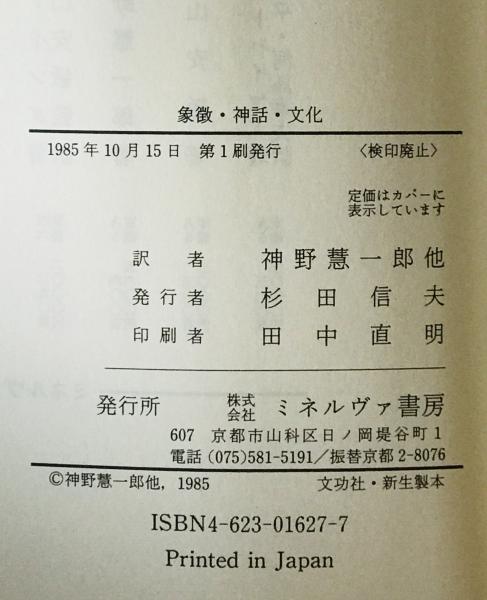 象徴・神話・文化
1985年10月15日 第1刷発行 〈検印廃止〉
定価はカバーに
表示しています
訳者 神野慧一郎他
発行者 杉田信夫
印刷者 田中直明
発行所 株式会社 ミネルヴァ書房
607 京都市山科区日ノ岡堤谷町1
電話 (075)581-5191／振替京都2-8076
©神野慧一郎他, 1985 文功社・新生製本
ISBN4-623-01627-7
Printed in Japan